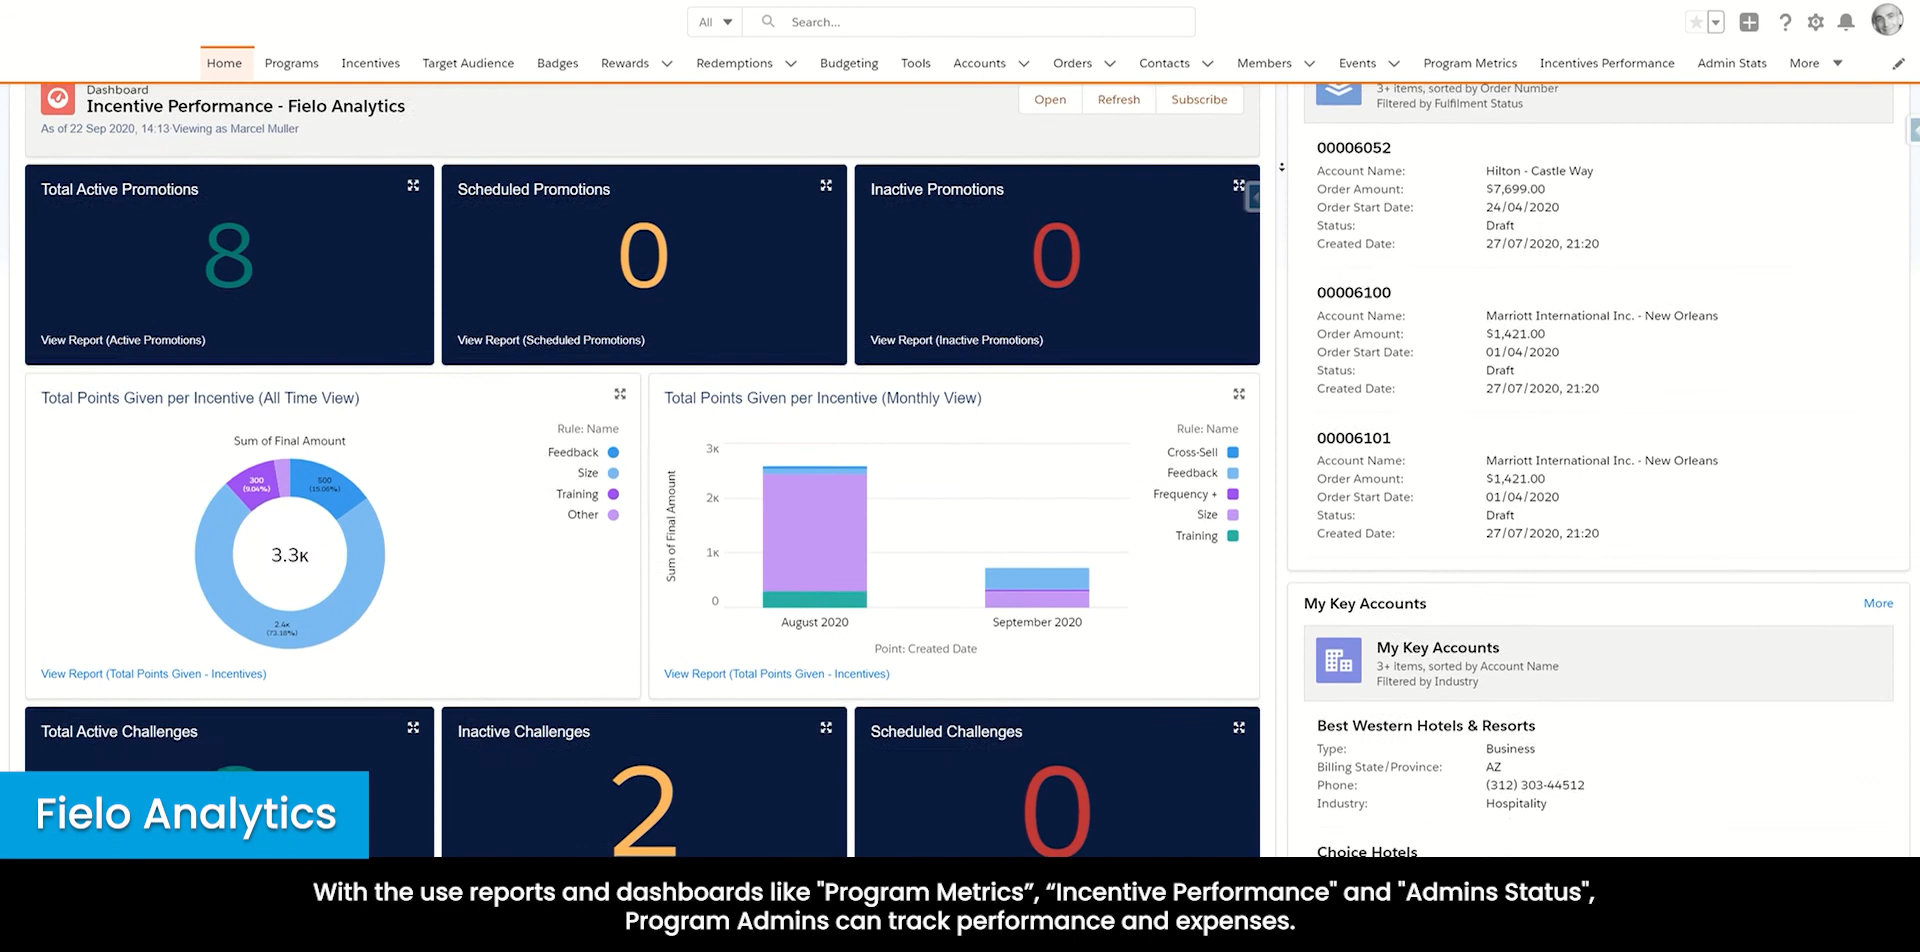 All
Search...
Home
Programs
Incentives
Target Audience
Badges
Rewards
Redemptions
Budgeting
Tools
Accounts
Orders
Contacts
Members
Events
Program Metrics
Incentives Performance
Admin Stats
More
Dashboard
Incentive Performance - Fielo Analytics
As of 22 Sep 2020, 14:13·Viewing as Marcel Muller
Open
Refresh
Subscribe
Total Active Promotions
8
View Report (Active Promotions)
Scheduled Promotions
0
View Report (Scheduled Promotions)
Inactive Promotions
0
View Report (Inactive Promotions)
Total Points Given per Incentive (All Time View)
Sum of Final Amount
300
(9.04%)
500
(15.06%)
3.3K
2.4K
(73.18%)
Rule: Name
Feedback
Size
Training
Other
View Report (Total Points Given - Incentives)
Total Points Given per Incentive (Monthly View)
Sum of Final Amount
3K
2K
1K
0
August 2020
September 2020
Point: Created Date
Rule: Name
Cross-Sell
Feedback
Frequency +
Size
Training
View Report (Total Points Given - Incentives)
Total Active Challenges
Inactive Challenges
2
Scheduled Challenges
0
3+ items, sorted by Order Number
Filtered by Fulfilment Status
00006052
Account Name: Hilton - Castle Way
Order Amount: $7,699.00
Order Start Date: 24/04/2020
Status: Draft
Created Date: 27/07/2020, 21:20
00006100
Account Name: Marriott International Inc. - New Orleans
Order Amount: $1,421.00
Order Start Date: 01/04/2020
Status: Draft
Created Date: 27/07/2020, 21:20
00006101
Account Name: Marriott International Inc. - New Orleans
Order Amount: $1,421.00
Order Start Date: 01/04/2020
Status: Draft
Created Date: 27/07/2020, 21:20
My Key Accounts
More
My Key Accounts
3+ items, sorted by Account Name
Filtered by Industry
Best Western Hotels & Resorts
Type: Business
Billing State/Province: AZ
Phone: (312) 303-44512
Industry: Hospitality
Choice Hotels
Fielo Analytics
With the use reports and dashboards like "Program Metrics”, “Incentive Performance" and "Admins Status",
Program Admins can track performance and expenses.